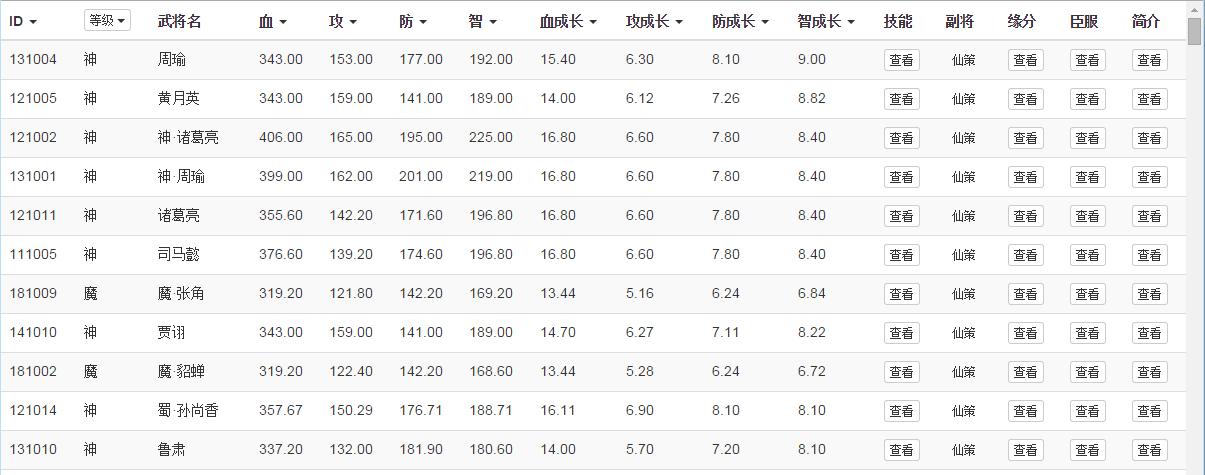 ID 等级 武将名 血 攻 防 智 血成长 攻成长 防成长 智成长 技能 副将 缘分 臣服 简介
131004 神 周瑜 343.00 153.00 177.00 192.00 15.40 6.30 8.10 9.00 查看 仙策 查看 查看 查看
121005 神 黄月英 343.00 159.00 141.00 189.00 14.00 6.12 7.26 8.82 查看 仙策 查看 查看 查看
121002 神 神·诸葛亮 406.00 165.00 195.00 225.00 16.80 6.60 7.80 8.40 查看 仙策 查看 查看 查看
131001 神 神·周瑜 399.00 162.00 201.00 219.00 16.80 6.60 7.80 8.40 查看 仙策 查看 查看 查看
121011 神 诸葛亮 355.60 142.20 171.60 196.80 16.80 6.60 7.80 8.40 查看 仙策 查看 查看 查看
111005 神 司马懿 376.60 139.20 174.60 196.80 16.80 6.60 7.80 8.40 查看 仙策 查看 查看 查看
181009 魔 魔·张角 319.20 121.80 142.20 169.20 13.44 5.16 6.24 6.84 查看 仙策 查看 查看 查看
141010 神 贾诩 343.00 159.00 141.00 189.00 14.70 6.27 7.11 8.22 查看 仙策 查看 查看 查看
181002 魔 魔·貂蝉 319.20 122.40 142.20 168.60 13.44 5.28 6.24 6.72 查看 仙策 查看 查看 查看
121014 神 蜀·孙尚香 357.67 150.29 176.71 188.71 16.11 6.90 8.10 8.10 查看 仙策 查看 查看 查看
131010 神 鲁肃 337.20 132.00 181.90 180.60 14.00 5.70 7.20 8.10 查看 仙策 查看 查看 查看